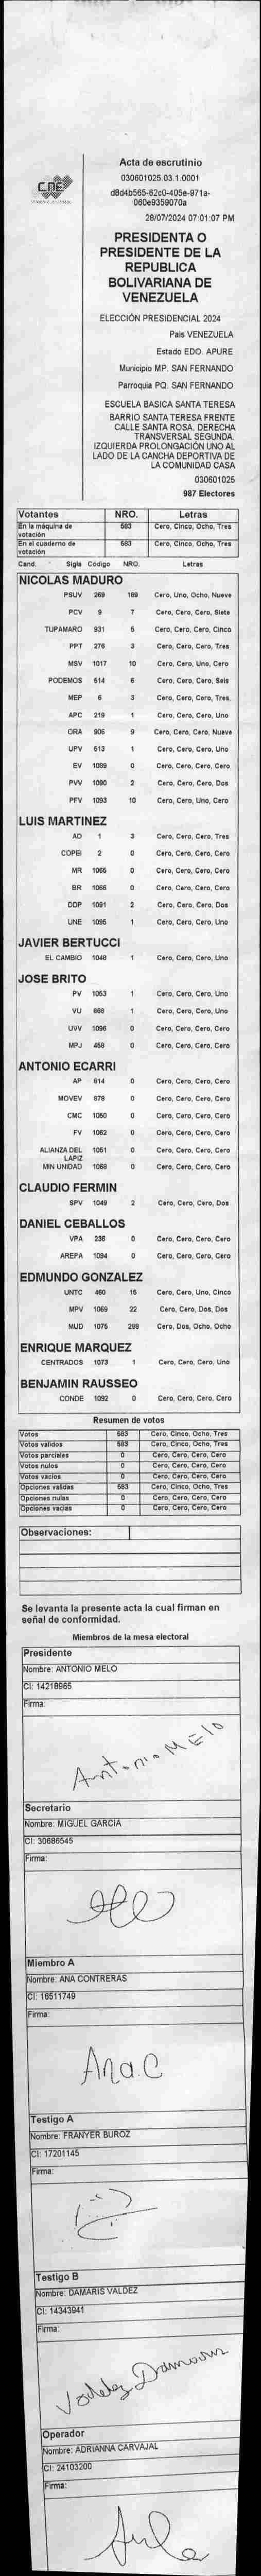 CNE
Acta de escrutinio
030601025.03.1.0001
d8d4b565-62c0-405e-971a-
060e9359070a
28/07/2024 07:01:07 PM
PRESIDENTA O
PRESIDENTE DE LA
REPUBLICA
BOLIVARIANA DE
VENEZUELA
ELECCIÓN PRESIDENCIAL 2024
Pais VENEZUELA
Estado EDO. APURE
Municipio MP. SAN FERNANDO
Parroquia PQ. SAN FERNANDO
ESCUELA BASICA SANTA TERESA
BARRIO SANTA TERESA FRENTE
CALLE SANTA ROSA. DERECHA
TRANSVERSAL SEGUNDA.
IZQUIERDA PROLONGACIÓN UNO AL
LADO DE LA CANCHA DEPORTIVA DE
LA COMUNIDAD CASA
030601025
987 Electores
Votantes NRO. Letras
En la máquina de votación 583 Cero, Cinco, Ocho, Tres
En el cuaderno de votación 583 Cero, Cinco, Ocho, Tres
Cand. Sigla Código NRO. Letras
NICOLAS MADURO
PSUV 269 189 Cero, Uno, Ocho, Nueve
PCV 9 7 Cero, Cero, Cero, Siete
TUPAMARO 931 5 Cero, Cero, Cero, Cinco
PPT 276 3 Cero, Cero, Cero, Tres
MSV 1017 10 Cero, Cero, Uno, Cero
PODEMOS 514 6 Cero, Cero, Cero, Seis
MEP 6 3 Cero, Cero, Cero, Tres
APC 219 1 Cero, Cero, Cero, Uno
ORA 906 9 Cero, Cero, Cero, Nueve
UPV 613 1 Cero, Cero, Cero, Uno
EV 1089 0 Cero, Cero, Cero, Cero
PVV 1090 2 Cero, Cero, Cero, Dos
PFV 1093 10 Cero, Cero, Uno, Cero
LUIS MARTINEZ
AD 1 3 Cero, Cero, Cero, Tres
COPEI 2 0 Cero, Cero, Cero, Cero
MR 1065 0 Cero, Cero, Cero, Cero
BR 1066 0 Cero, Cero, Cero, Cero
DDP 1091 2 Cero, Cero, Cero, Dos
UNE 1095 1 Cero, Cero, Cero, Uno
JAVIER BERTUCCI
EL CAMBIO 1048 1 Cero, Cero, Cero, Uno
JOSE BRITO
PV 1053 1 Cero, Cero, Cero, Uno
VU 868 1 Cero, Cero, Cero, Uno
UVV 1096 0 Cero, Cero, Cero, Cero
MPJ 458 0 Cero, Cero, Cero, Cero
ANTONIO ECARRI
AP 814 0 Cero, Cero, Cero, Cero
MOVEV 878 0 Cero, Cero, Cero, Cero
CMC 1050 0 Cero, Cero, Cero, Cero
FV 1062 0 Cero, Cero, Cero, Cero
ALIANZA DEL LAPIZ 1051 0 Cero, Cero, Cero, Cero
MIN UNIDAD 1068 0 Cero, Cero, Cero, Cero
CLAUDIO FERMIN
SPV 1049 2 Cero, Cero, Cero, Dos
DANIEL CEBALLOS
VPA 236 0 Cero, Cero, Cero, Cero
AREPA 1094 0 Cero, Cero, Cero, Cero
EDMUNDO GONZALEZ
UNTC 460 15 Cero, Cero, Uno, Cinco
MPV 1069 22 Cero, Cero, Dos, Dos
MUD 1075 288 Cero, Dos, Ocho, Ocho
ENRIQUE MARQUEZ
CENTRADOS 1073 1 Cero, Cero, Cero, Uno
BENJAMIN RAUSSEO
CONDE 1092 0 Cero, Cero, Cero, Cero
Resumen de votos
Votos 583 Cero, Cinco, Ocho, Tres
Votos validos 583 Cero, Cinco, Ocho, Tres
Votos parciales 0 Cero, Cero, Cero, Cero
Votos nulos 0 Cero, Cero, Cero, Cero
Votos vacios 0 Cero, Cero, Cero, Cero
Opciones validas 583 Cero, Cinco, Ocho, Tres
Opciones nulas 0 Cero, Cero, Cero, Cero
Opciones vacias 0 Cero, Cero, Cero, Cero
Observaciones:
Se levanta la presente acta la cual firman en
señal de conformidad.
Miembros de la mesa electoral
Presidente
Nombre: ANTONIO MELO
CI: 14218965
Firma:
Antonio MElo
Secretario
Nombre: MIGUEL GARCIA
CI: 30686545
Firma:
Miembro A
Nombre: ANA CONTRERAS
CI: 16511749
Firma:
Ana.C
Testigo A
Nombre: FRANYER BUROZ
CI: 17201145
Firma:
Testigo B
Nombre: DAMARIS VALDEZ
CI: 14343941
Firma:
Valdez Damaris
Operador
Nombre: ADRIANNA CARVAJAL
CI: 24103200
Firma: